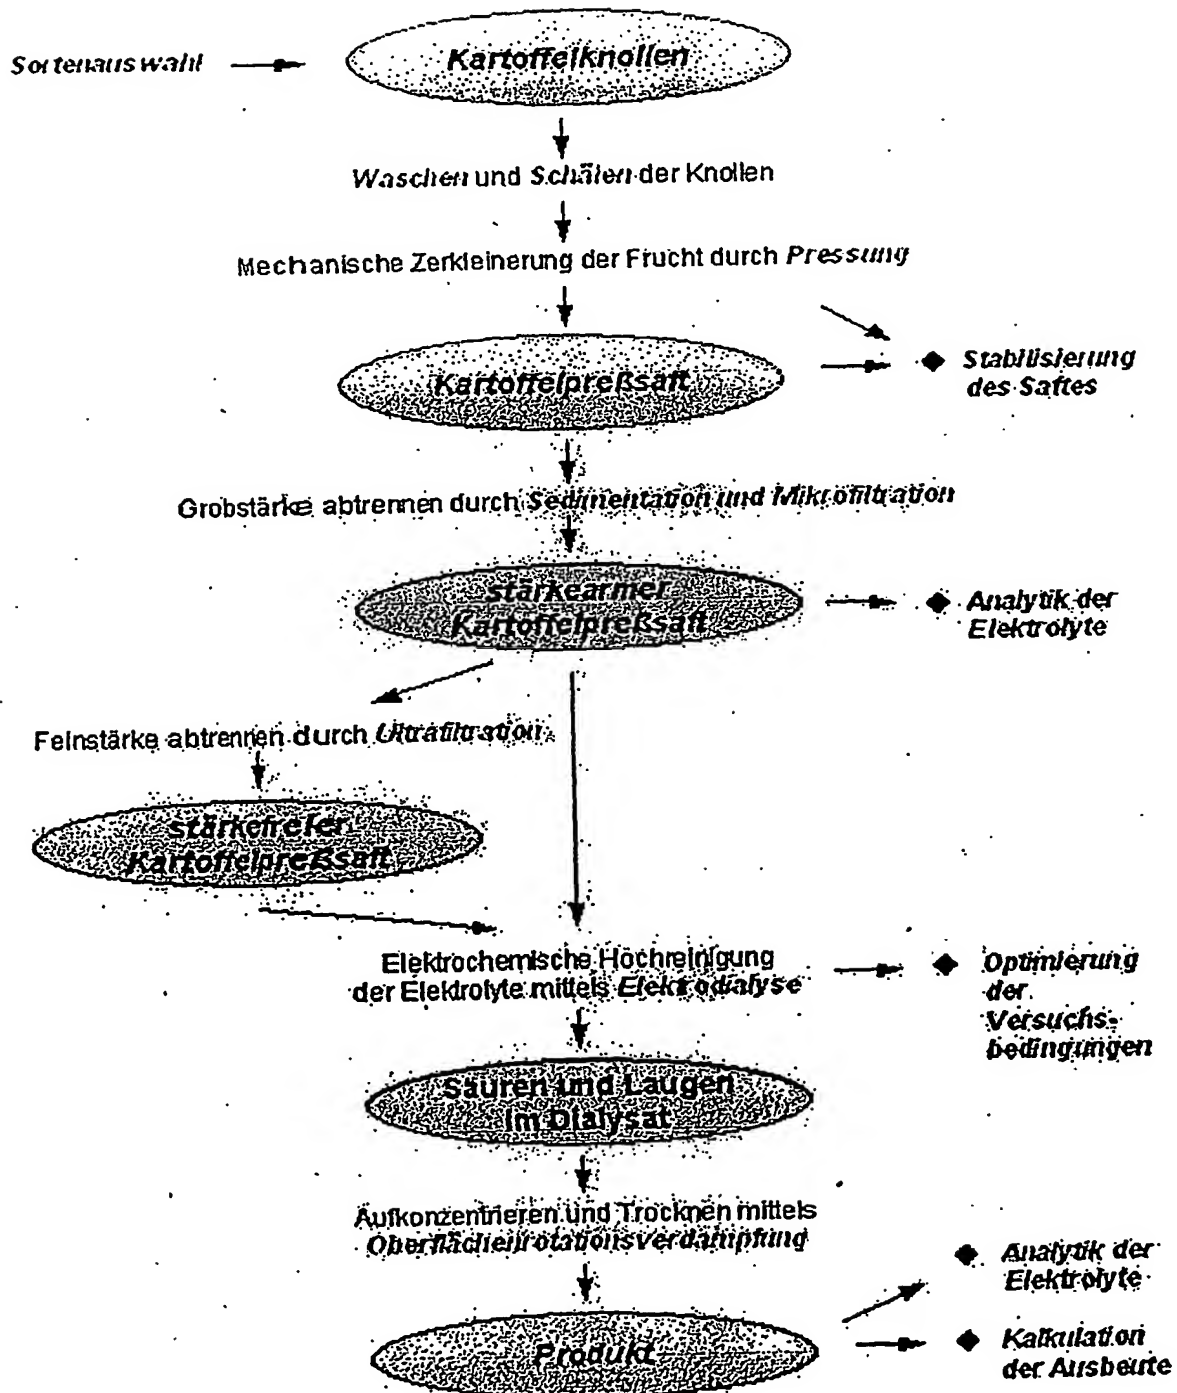 Sortenauswahl
Kartoffelknollen
Waschen und Schälen der Knollen
Mechanische Zerkleinerung der Frucht durch Pressung
Kartoffelpreßsaft
Stabilisierung
des Saftes
Grobstärke abtrennen durch Sedimentation und Mikrofiltration
stärkearmer
Kartoffelpreßsaft
Analytik der
Elektrolyte
Feinstärke abtrennen durch Ultrafiltration
stärkefreier
Kartoffelpreßsaft
Elektrochemische Hochreinigung
der Elektrolyte mittels Elektrodialyse
Optimierung
der
Versuchs-
bedingungen
Säuren und Laugen
im Dialysat
Aufkonzentrieren und Trocknen mittels
Oberflächenrotationsverdampfung
Analytik der
Elektrolyte
Produkt
Kalkulation
der Ausbeute